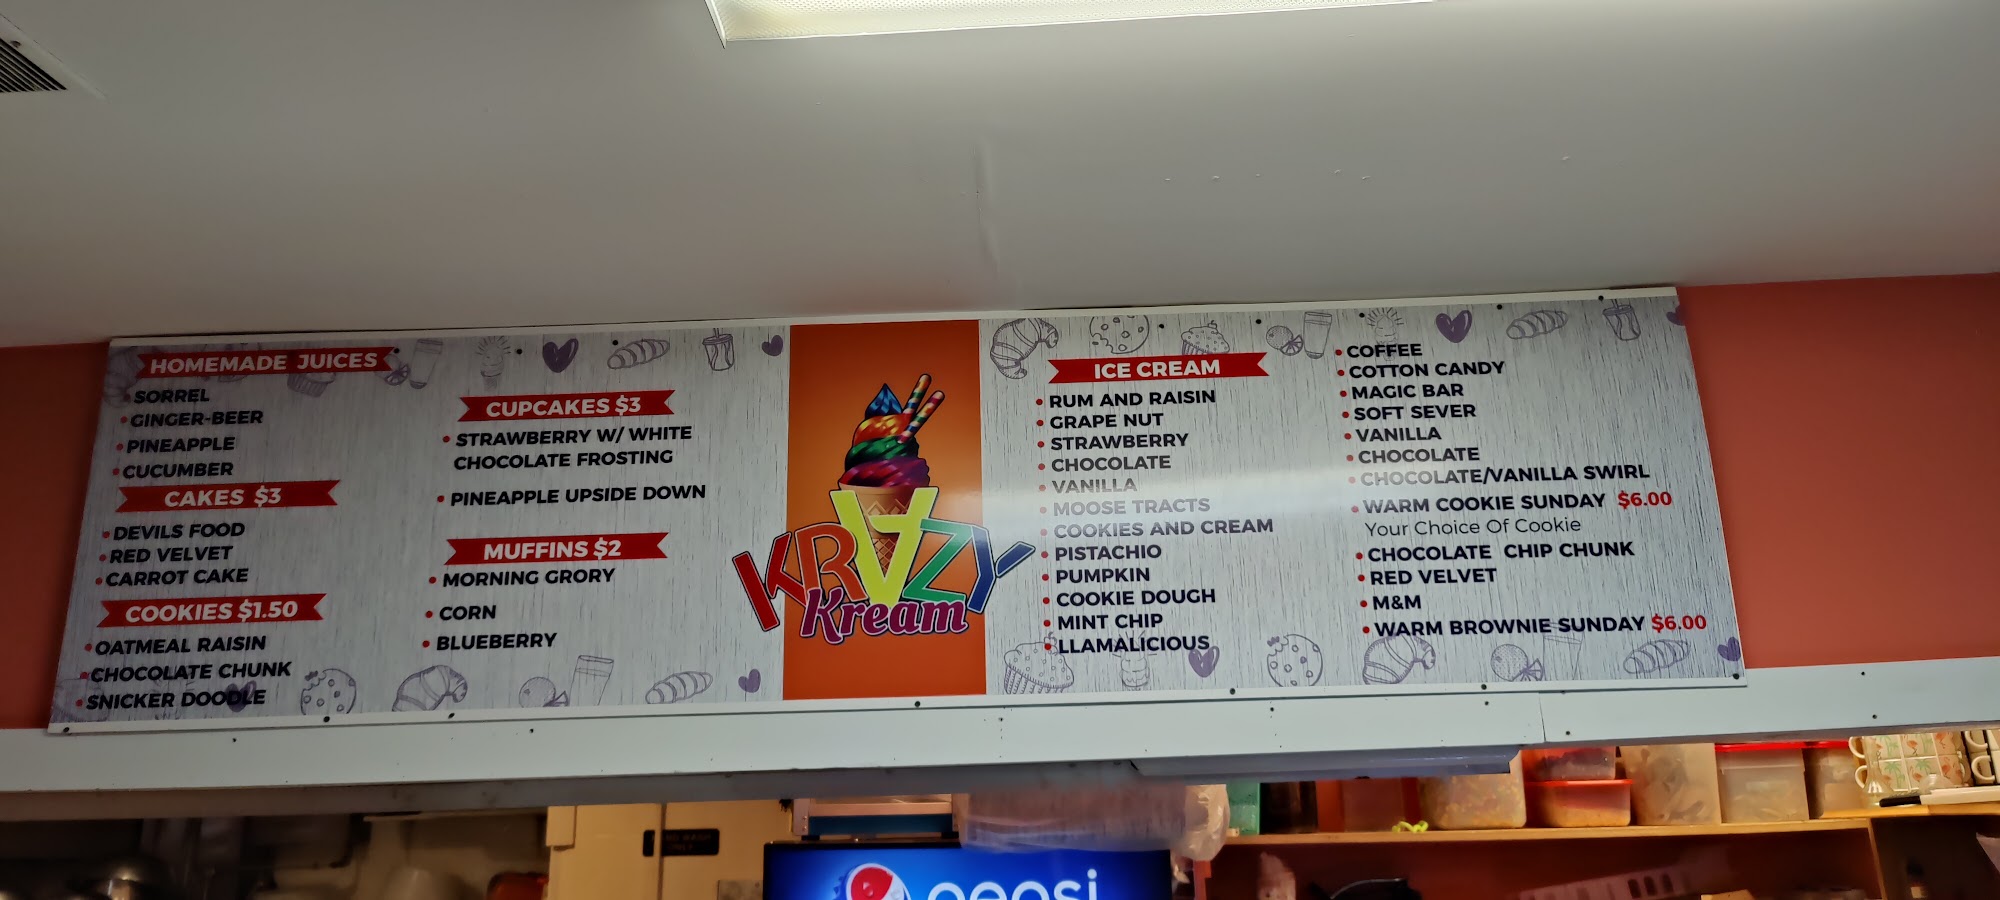 HOMEMADE JUICES
SORREL
GINGER-BEER
PINEAPPLE
CUCUMBER
CAKES $3
DEVILS FOOD
RED VELVET
CARROT CAKE
COOKIES $1.50
OATMEAL RAISIN
CHOCOLATE CHUNK
SNICKER DOODLE
CUPCAKES $3
STRAWBERRY W/ WHITE
CHOCOLATE FROSTING
PINEAPPLE UPSIDE DOWN
MUFFINS $2
MORNING GRORY
CORN
BLUEBERRY
KRAZY
Kream
ICE CREAM
RUM AND RAISIN
GRAPE NUT
STRAWBERRY
CHOCOLATE
VANILLA
MOOSE TRACTS
COOKIES AND CREAM
PISTACHIO
PUMPKIN
COOKIE DOUGH
MINT CHIP
LLAMALICIOUS
COFFEE
COTTON CANDY
MAGIC BAR
SOFT SEVER
VANILLA
CHOCOLATE
CHOCOLATE/VANILLA SWIRL
WARM COOKIE SUNDAY $6.00
Your Choice Of Cookie
CHOCOLATE CHIP CHUNK
RED VELVET
M&M
WARM BROWNIE SUNDAY $6.00
pepsi